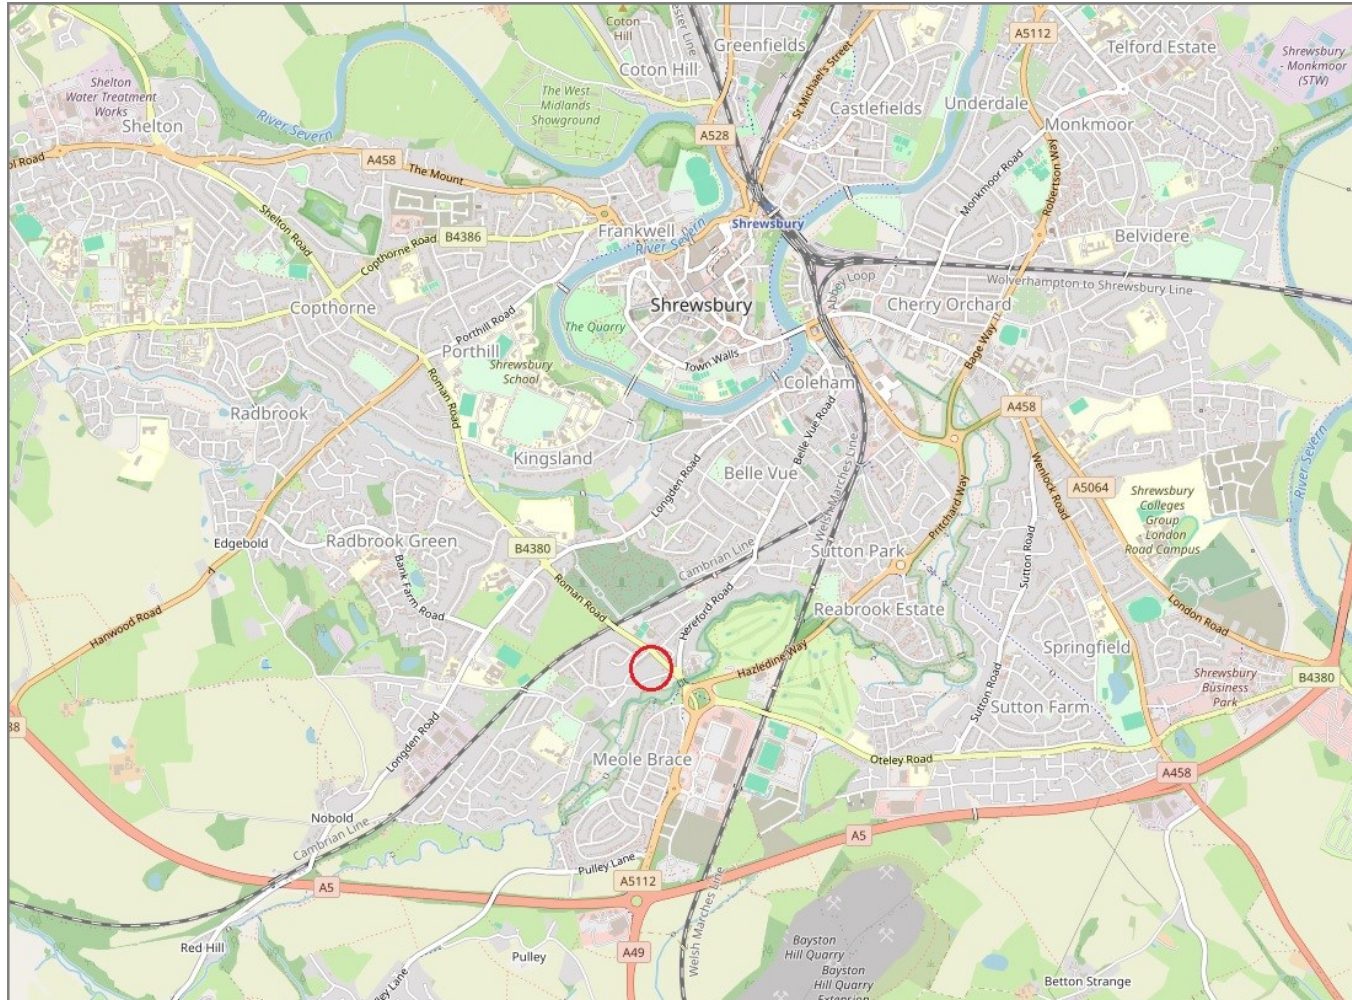 Coton
Hill
ester Line
Greenfields
Coton Hill
St Michael's Street
A5112
Telford Estate
Shrewsbury
- Monkmoor
(STW)
Shelton
Water Treatment
Works
The West
Midlands
Showground
Castlefields
Underdale
Monkmoor
Shelton
River Severn
A528
ol Road
A458
The Mount
Monkmoor Road
Robertson Way
Shelton Road
Copthorne Road
B4386
Frankwell
River Severn
Shrewsbury
Belvidere
Abbey Loop
Wolverhampton to Shrewsbury Line
Copthorne
Porthill Road
The Quarry
Shrewsbury
Cherry Orchard
Porthill
Shrewsbury
School
Town Walls
Coleham
Bage Way
Roman Road
Radbrook
A458
Kingsland
Longden Road
Belle Vue
Belle Vue Road
Welsh Marches Line
Pritchard Way
Wenlock Road
A5064
Shrewsbury
Colleges
Group
London
Road Campus
River Severn
Edgebold
Radbrook Green
B4380
Cambrian Line
Sutton Park
Sutton Road
Bank Farm Road
Roman Road
Hereford Road
Reabrook Estate
London Road
Hanwood Road
Hazledine Way
Springfield
Shrewsbury
Business
Park
B4380
Sutton Road
Sutton Farm
38
Longden Road
Meole Brace
Oteley Road
A458
Nobold
Cambrian Line
A5
Pulley Lane
A5
A5112
Welsh Marches Line
Red Hill
A49
Pulley
Bayston
Hill Quarry
Bayston
Hill Quarry
Extension
lley Lane
Betton Strange